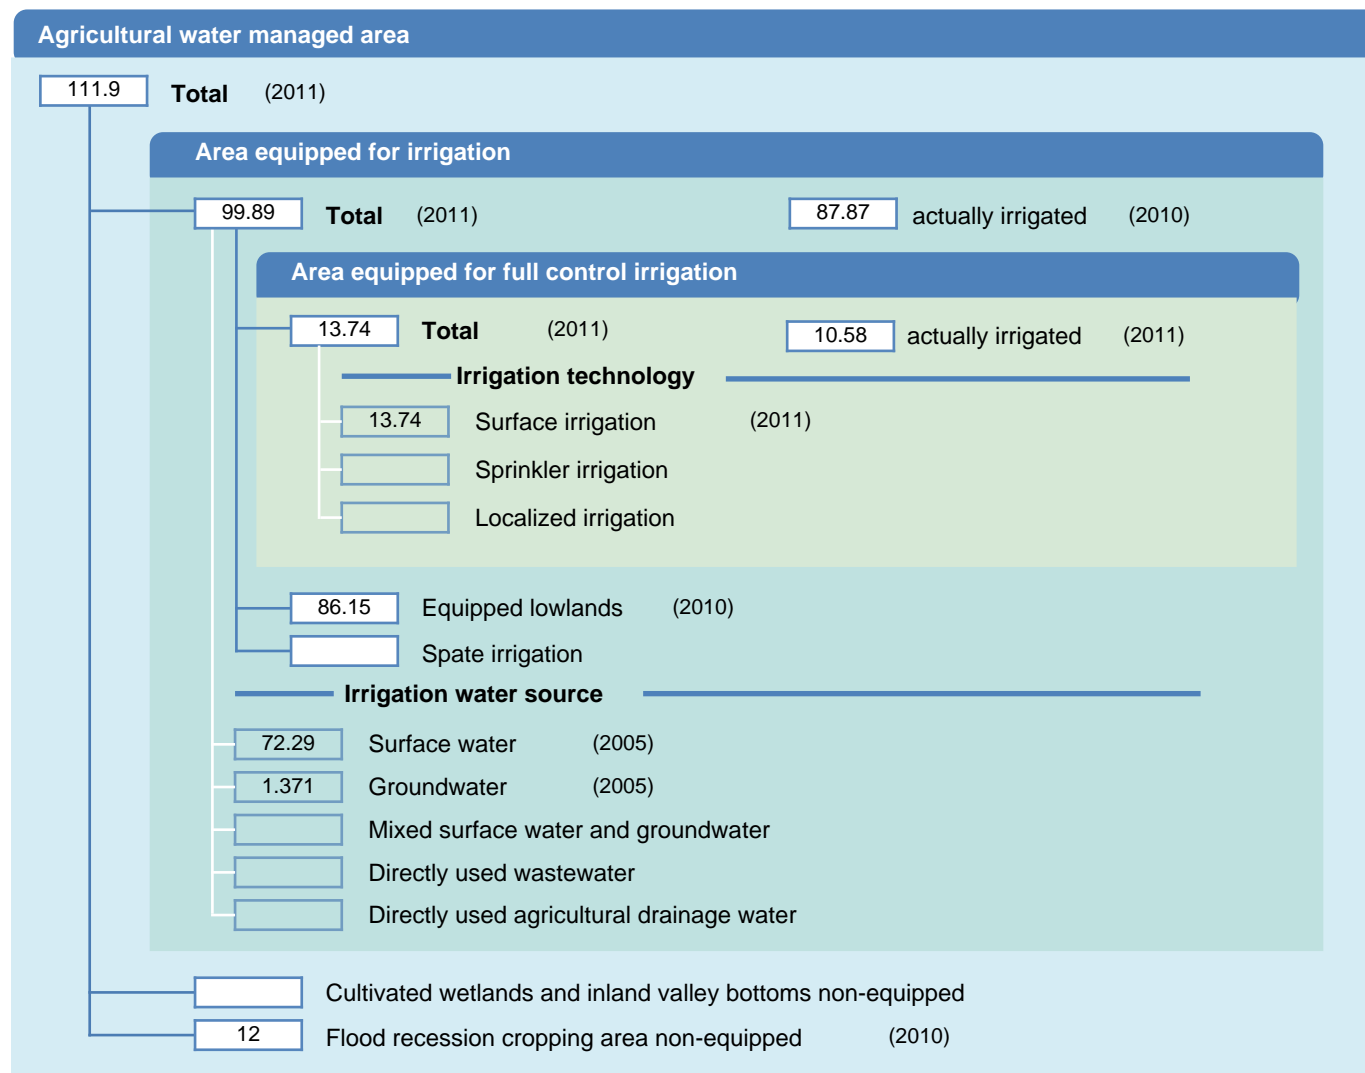 Agricultural water managed area
111.9 Total (2011)
Area equipped for irrigation
99.89 Total (2011) 87.87 actually irrigated (2010)
Area equipped for full control irrigation
13.74 Total (2011) 10.58 actually irrigated (2011)
Irrigation technology
13.74 Surface irrigation (2011)
Sprinkler irrigation
Localized irrigation
86.15 Equipped lowlands (2010)
Spate irrigation
Irrigation water source
72.29 Surface water (2005)
1.371 Groundwater (2005)
Mixed surface water and groundwater
Directly used wastewater
Directly used agricultural drainage water
Cultivated wetlands and inland valley bottoms non-equipped
12 Flood recession cropping area non-equipped (2010)